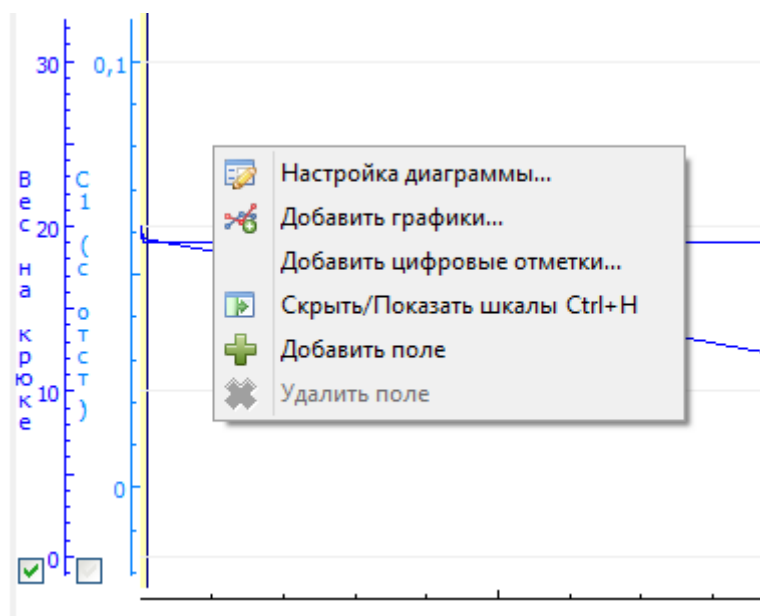 30
0,1
Вес на крюке
С1 (с отст)
20
10
0
0
Настройка диаграммы...
Добавить графики...
Добавить цифровые отметки...
Скрыть/Показать шкалы Ctrl+H
Добавить поле
Удалить поле